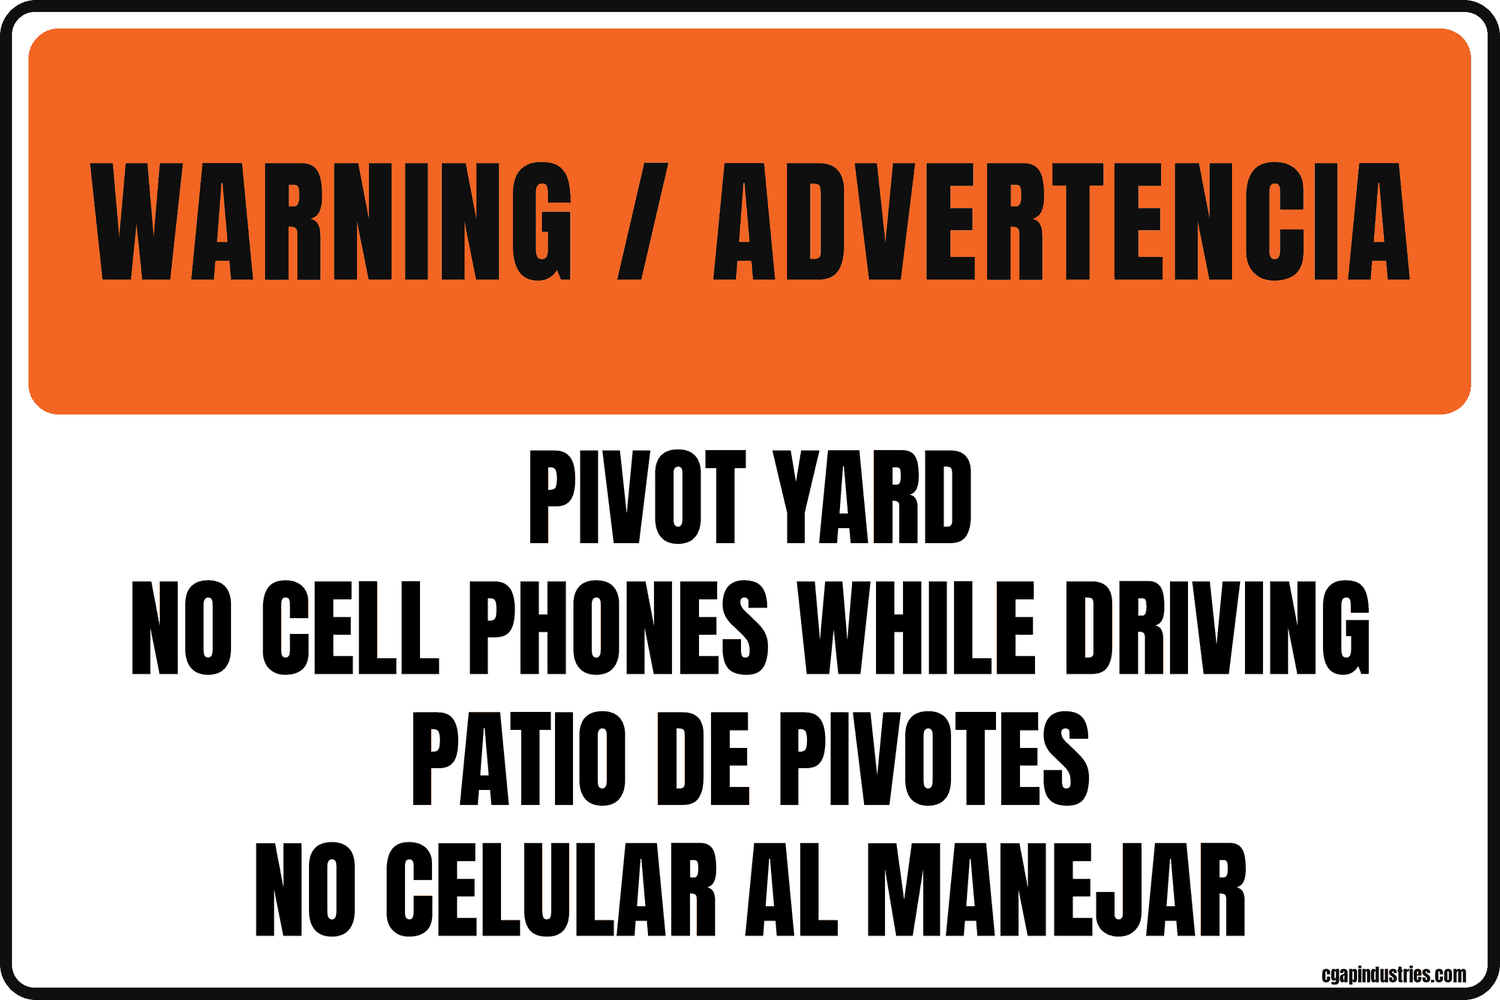 WARNING / ADVERTENCIA
PIVOT YARD
NO CELL PHONES WHILE DRIVING
PATIO DE PIVOTES
NO CELULAR AL MANEJAR
cgapindustries.com